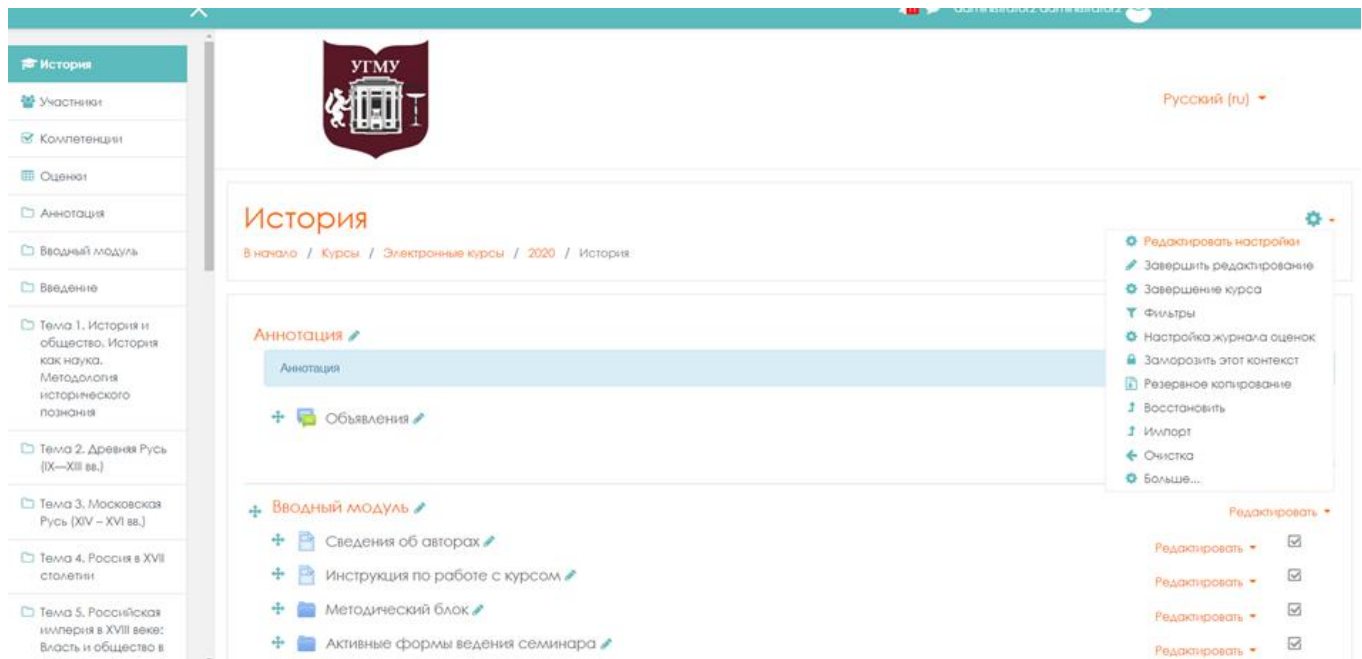 administrator2 administrator2
История
Участники
Компетенции
Оценки
Аннотация
Вводный модуль
Введение
Тема 1. История и
общество. История
как наука.
Методология
исторического
познания
Тема 2. Древняя Русь
(IX—XIII вв.)
Тема 3. Московская
Русь (XIV – XVI вв.)
Тема 4. Россия в XVII
столетии
Тема 5. Российская
империя в XVIII веке:
Власть и общество в
УГМУ
Русский (ru)
История
В начало / Курсы / Электронные курсы / 2020 / История
Редактировать настройки
Завершить редактирование
Завершение курса
Фильтры
Настройка журнала оценок
Заморозить этот контекст
Резервное копирование
Восстановить
Импорт
Очистка
Больше...
Аннотация
Аннотация
Объявления
Вводный модуль
Редактировать
Сведения об авторах
Редактировать
Инструкция по работе с курсом
Редактировать
Методический блок
Редактировать
Активные формы ведения семинара
Редактировать